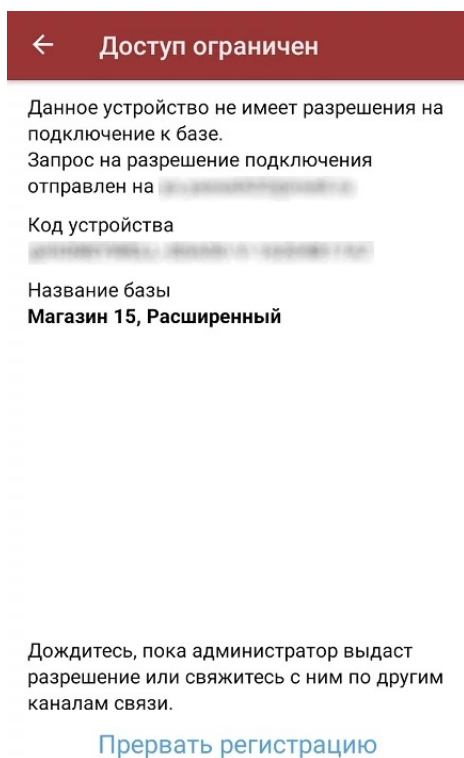 Доступ ограничен
Данное устройство не имеет разрешения на
подключение к базе.
Запрос на разрешение подключения
отправлен на
Код устройства
Название базы
Магазин 15, Расширенный
Дождитесь, пока администратор выдаст
разрешение или свяжитесь с ним по другим
каналам связи.
Прервать регистрацию